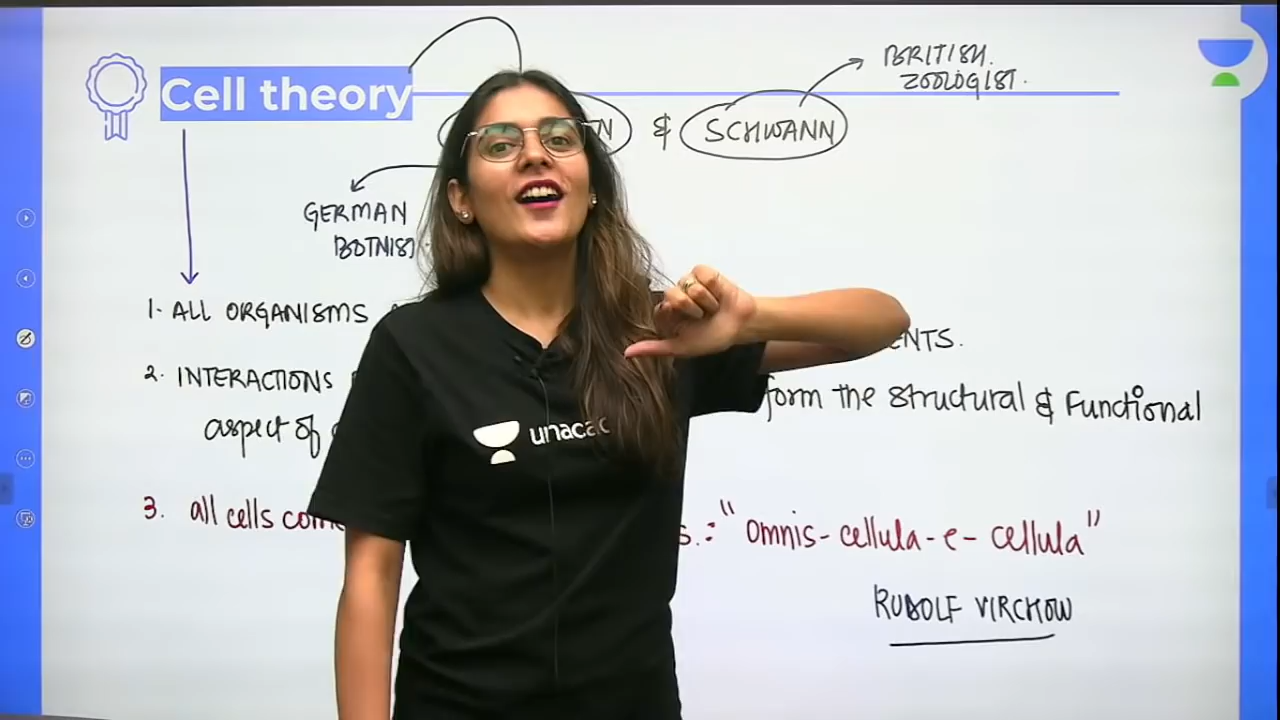 Cell theory
BRITISH
ZOOLOGIST.
N & SCHWANN
GERMAN
BOTNIST
1. ALL ORGANISMS
ENTS.
2. INTERACTIONS form the structural & Functional
aspect of
3. all cells com s.: "omnis-cellula-e-cellula"
RUDOLF VIRCHOW
unacad